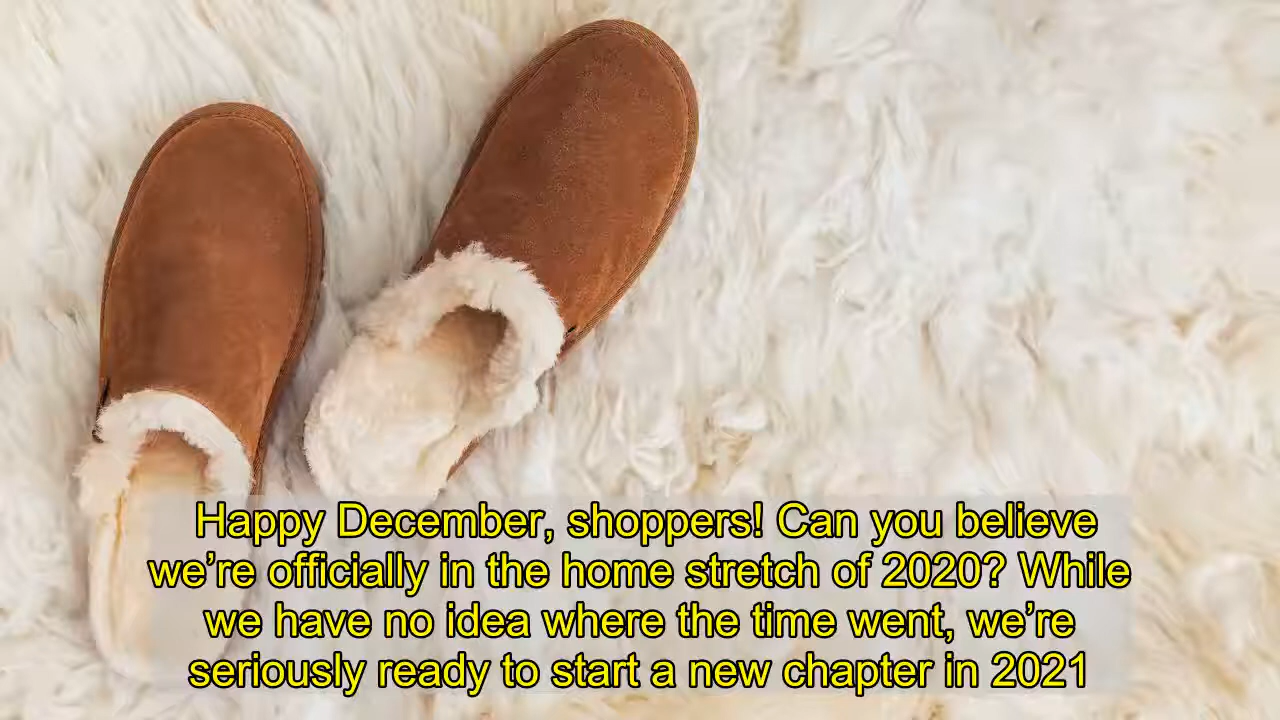 Happy December, shoppers! Can you believe
we’re officially in the home stretch of 2020? While
we have no idea where the time went, we’re
seriously ready to start a new chapter in 2021